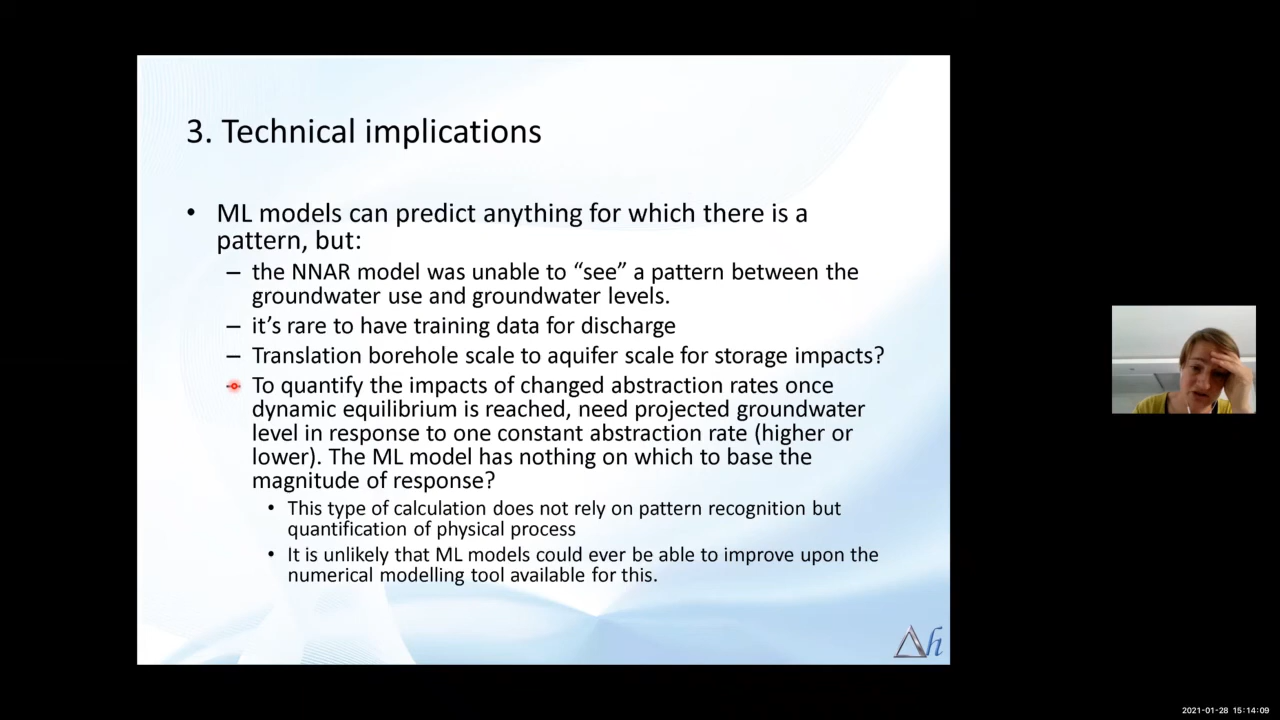 3. Technical implications
• ML models can predict anything for which there is a
pattern, but:
– the NNAR model was unable to “see” a pattern between the
groundwater use and groundwater levels.
– it’s rare to have training data for discharge
– Translation borehole scale to aquifer scale for storage impacts?
– To quantify the impacts of changed abstraction rates once
dynamic equilibrium is reached, need projected groundwater
level in response to one constant abstraction rate (higher or
lower). The ML model has nothing on which to base the
magnitude of response?
• This type of calculation does not rely on pattern recognition but
quantification of physical process
• It is unlikely that ML models could ever be able to improve upon the
numerical modelling tool available for this.
Δh
2021-01-28 15:14:09